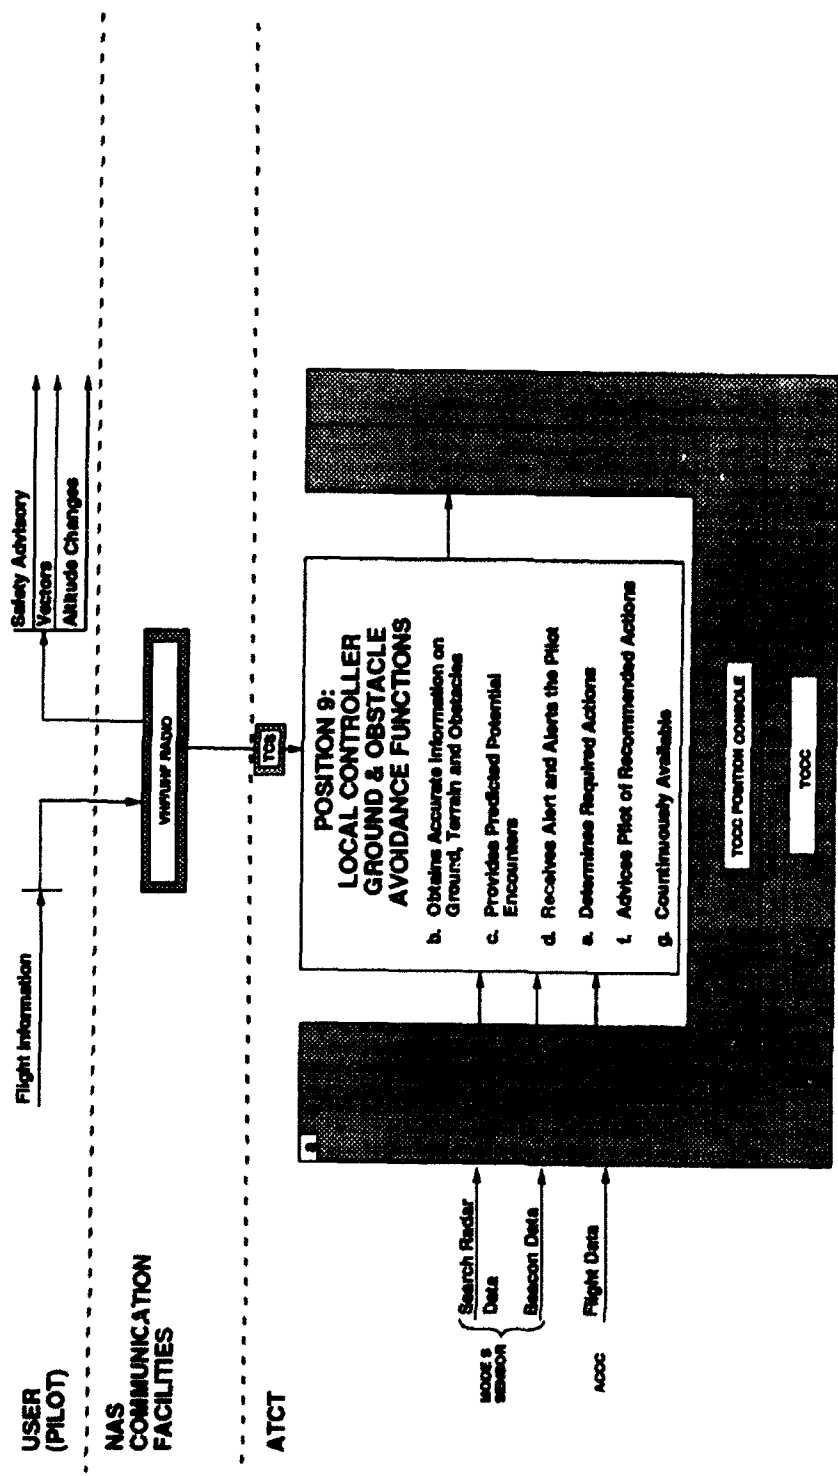 USER
(PILOT)
Flight Information
Safety Advisory
Vectors
Altitude Changes
NAS
COMMUNICATION
FACILITIES
VHF/UHF RADIO
ATCT
TCS
POSITION 9:
LOCAL CONTROLLER
GROUND & OBSTACLE
AVOIDANCE FUNCTIONS
b. Obtains Accurate Information on
Ground, Terrain and Obstacles
c. Provides Predicted Potential
Encounters
d. Receives Alert and Alerts the Pilot
e. Determines Required Actions
f. Advices Pilot of Recommended Actions
g. Countinuously Available
a
MODE S
SENSOR
Search Radar
Data
Beacon Data
ACCC
Flight Data
TCCC POSITION CONSOLE
TCCC